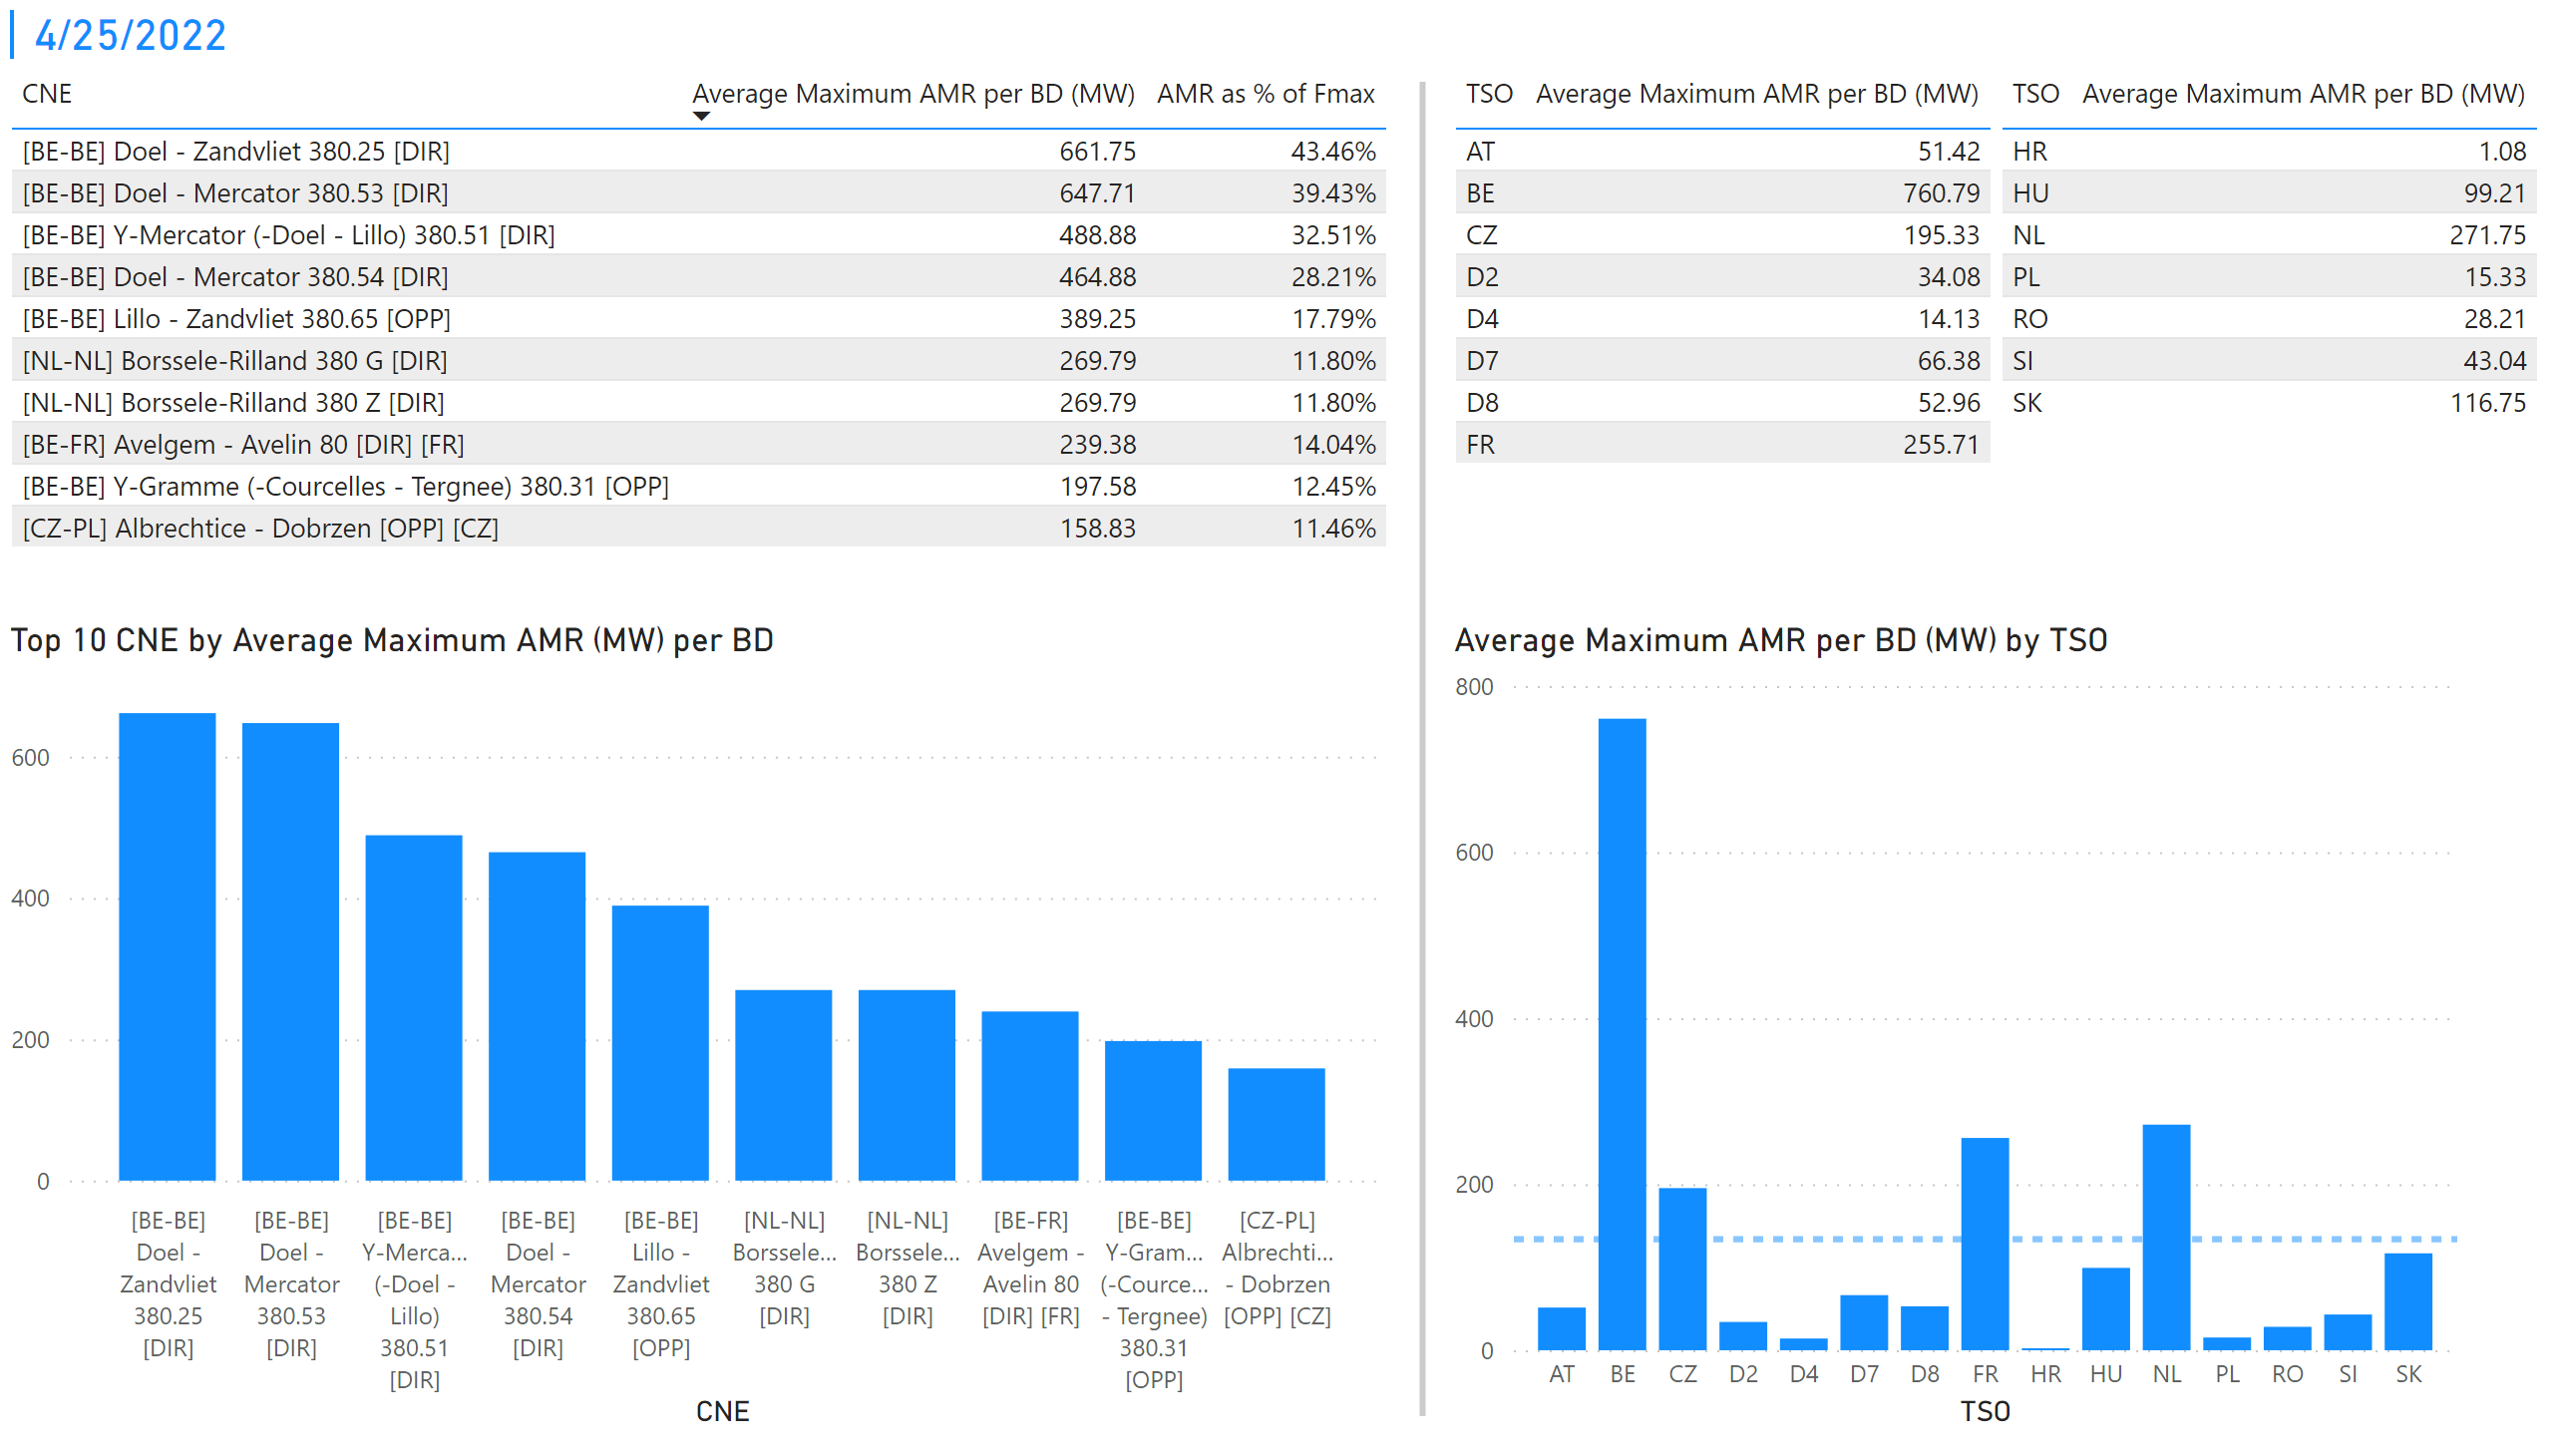 4/25/2022
CNE Average Maximum AMR per BD (MW) AMR as % of Fmax
[BE-BE] Doel - Zandvliet 380.25 [DIR] 661.75 43.46%
[BE-BE] Doel - Mercator 380.53 [DIR] 647.71 39.43%
[BE-BE] Y-Mercator (-Doel - Lillo) 380.51 [DIR] 488.88 32.51%
[BE-BE] Doel - Mercator 380.54 [DIR] 464.88 28.21%
[BE-BE] Lillo - Zandvliet 380.65 [OPP] 389.25 17.79%
[NL-NL] Borssele-Rilland 380 G [DIR] 269.79 11.80%
[NL-NL] Borssele-Rilland 380 Z [DIR] 269.79 11.80%
[BE-FR] Avelgem - Avelin 80 [DIR] [FR] 239.38 14.04%
[BE-BE] Y-Gramme (-Courcelles - Tergnee) 380.31 [OPP] 197.58 12.45%
[CZ-PL] Albrechtice - Dobrzen [OPP] [CZ] 158.83 11.46%
TSO Average Maximum AMR per BD (MW)
AT 51.42
BE 760.79
CZ 195.33
D2 34.08
D4 14.13
D7 66.38
D8 52.96
FR 255.71
TSO Average Maximum AMR per BD (MW)
HR 1.08
HU 99.21
NL 271.75
PL 15.33
RO 28.21
SI 43.04
SK 116.75
Top 10 CNE by Average Maximum AMR (MW) per BD
600
400
200
0
[BE-BE]
Doel -
Zandvliet
380.25
[DIR]
[BE-BE]
Doel -
Mercator
380.53
[DIR]
[BE-BE]
Y-Merca...
(-Doel -
Lillo)
380.51
[DIR]
[BE-BE]
Doel -
Mercator
380.54
[DIR]
[BE-BE]
Lillo -
Zandvliet
380.65
[OPP]
[NL-NL]
Borssele...
380 G
[DIR]
[NL-NL]
Borssele...
380 Z
[DIR]
[BE-FR]
Avelgem -
Avelin 80
[DIR] [FR]
[BE-BE]
Y-Gram...
(-Cource...
- Tergnee)
380.31
[OPP]
[CZ-PL]
Albrechti...
- Dobrzen
[OPP] [CZ]
CNE
Average Maximum AMR per BD (MW) by TSO
800
600
400
200
0
AT BE CZ D2 D4 D7 D8 FR HR HU NL PL RO SI SK
TSO